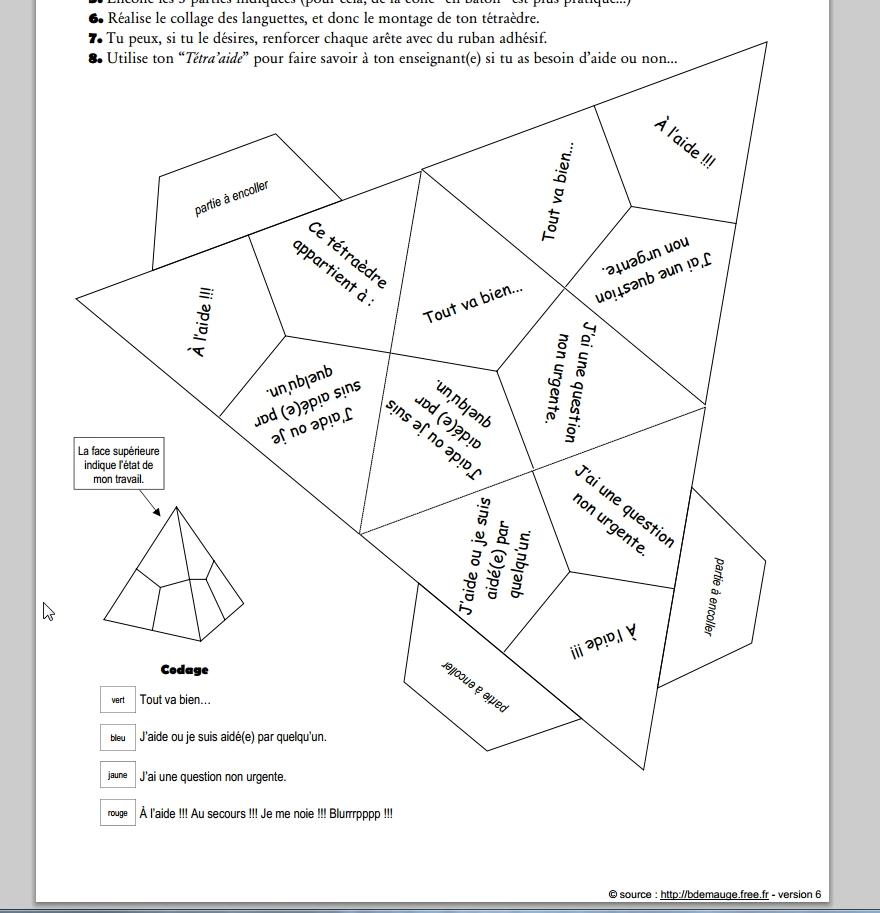 5. Encolle les 3 parties indiquées (pour cela, de la colle "en bâton" est plus pratique...)
6. Réalise le collage des languettes, et donc le montage de ton tétraèdre.
7. Tu peux, si tu le désires, renforcer chaque arête avec du ruban adhésif.
8. Utilise ton “Tétra’aide” pour faire savoir à ton enseignant(e) si tu as besoin d’aide ou non...
À l'aide !!!
Tout va bien...
partie à encoller
J'ai une question
non urgente.
Ce tétraèdre
appartient à :
À l'aide !!!
Tout va bien...
J'ai une question
non urgente.
J'aide ou je
suis aidé(e) par
quelqu'un.
J'aide ou je suis
aidé(e) par
quelqu'un.
La face supérieure
indique l'état de
mon travail.
J'aide ou je suis
aidé(e) par
quelqu'un.
J'ai une question
non urgente.
partie à encoller
À l'aide !!!
partie à encoller
Codage
vert Tout va bien…
bleu J'aide ou je suis aidé(e) par quelqu'un.
jaune J'ai une question non urgente.
rouge À l'aide !!! Au secours !!! Je me noie !!! Blurrrpppp !!!
© source : http://bdemauge.free.fr - version 6